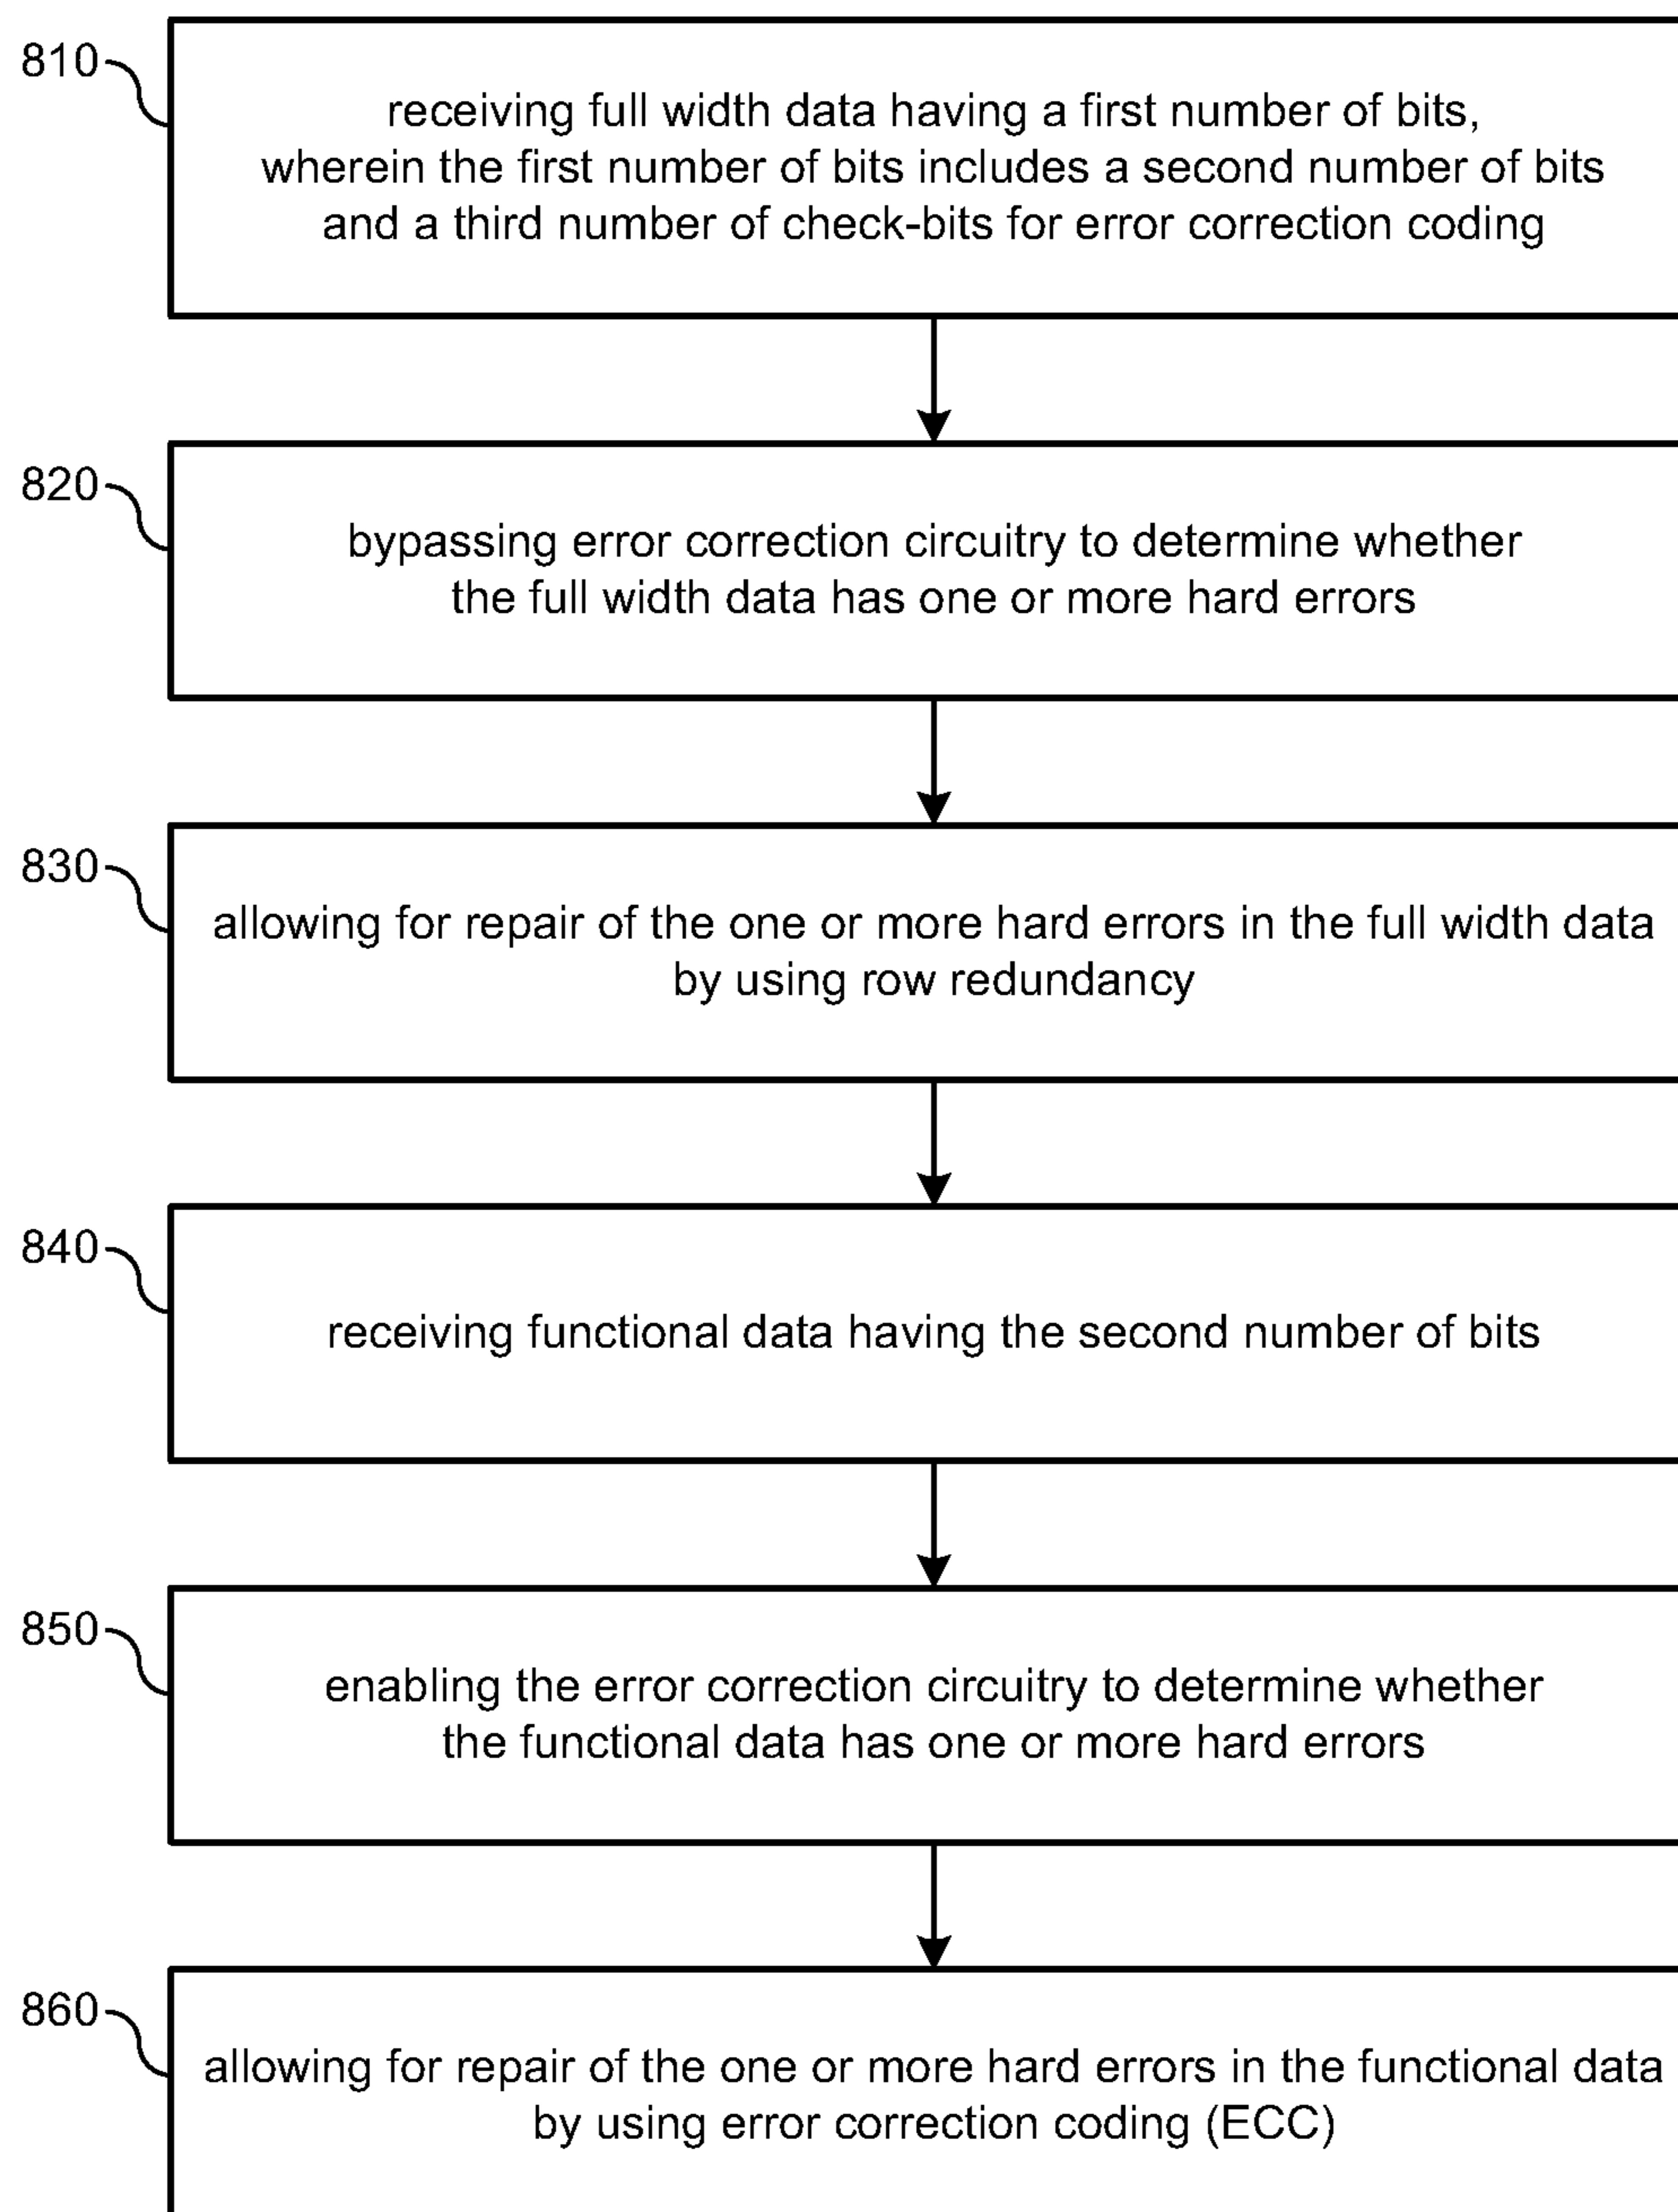 810
receiving full width data having a first number of bits,
wherein the first number of bits includes a second number of bits
and a third number of check-bits for error correction coding
820
bypassing error correction circuitry to determine whether
the full width data has one or more hard errors
830
allowing for repair of the one or more hard errors in the full width data
by using row redundancy
840
receiving functional data having the second number of bits
850
enabling the error correction circuitry to determine whether
the functional data has one or more hard errors
860
allowing for repair of the one or more hard errors in the functional data
by using error correction coding (ECC)